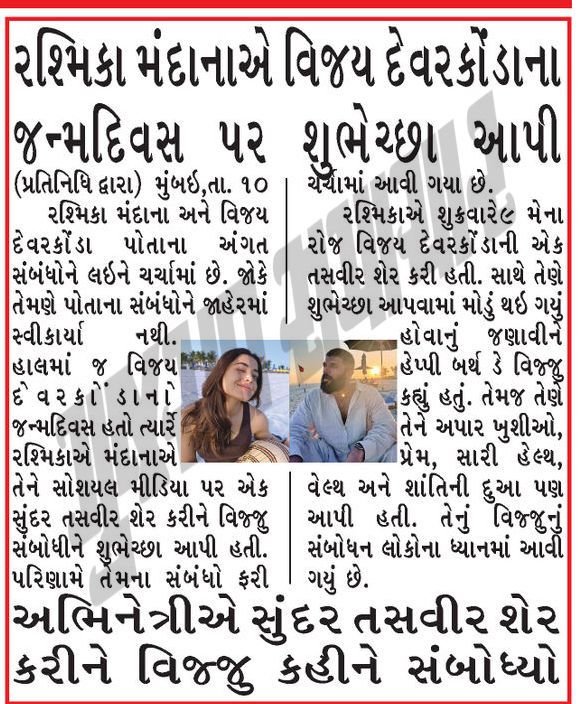 રશ્મિકા મંદાનાએ વિજય દેવરકોંડાના
જન્મદિવસ પર શુભેચ્છા આપી
(પ્રતિનિધિ દ્વારા) મુંબઇ,તા. ૧૦
રશ્મિકા મંદાના અને વિજય
દેવરકોંડા પોતાના અંગત
સંબંધોને લઇને ચર્ચામાં છે. જોકે
તેમણે પોતાના સંબંધોને જાહેરમાં
સ્વીકાર્યા નથી.
હાલમાં જ વિજય
દેવરકોંડાનો
જન્મદિવસ હતો ત્યારે
રશ્મિકાએ મંદાનાએ
તેને સોશયલ મીડિયા પર એક
સુંદર તસવીર શેર કરીને વિજ્જુ
સંબોધીને શુભેચ્છા આપી હતી.
પરિણામે તેમના સંબંધો ફરી
ચર્ચામાં આવી ગયા છે.
રશ્મિકાએ શુક્રવારે૯ મેના
રોજ વિજય દેવરકોંડાની એક
તસવીર શેર કરી હતી. સાથે તેણે
શુભેચ્છા આપવામાં મોડું થઇ ગયું
હોવાનું જણાવીને
હેપ્પી બર્થ ડે વિજ્જુ
કહ્યું હતું. તેમજ તેણે
તેને અપાર ખુશીઓ,
પ્રેમ, સારી હેલ્થ,
વેલ્થ અને શાંતિની દુઆ પણ
આપી હતી. તેનું વિજ્જુનું
સંબોધન લોકોના ધ્યાનમાં આવી
ગયું છે.
અભિનેત્રીએ સુંદર તસવીર શેર
કરીને વિજ્જુ કહીને સંબોધ્યો